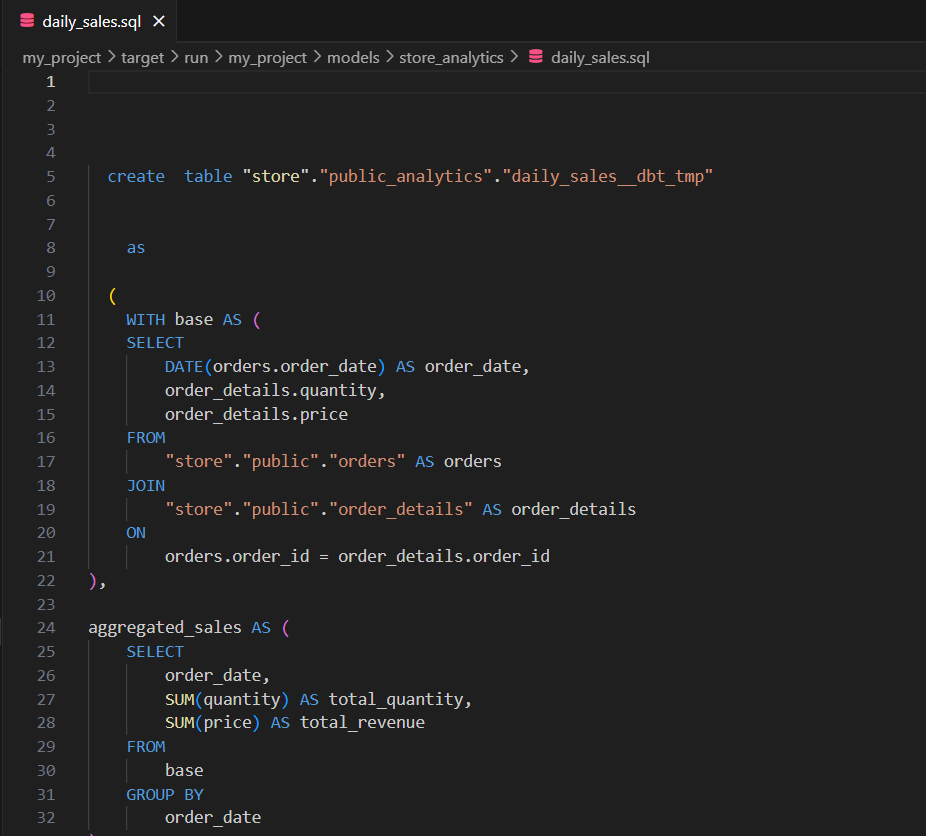 daily_sales.sql ×
my_project > target > run > my_project > models > store_analytics > daily_sales.sql
1
2
3
4
5 create  table "store"."public_analytics"."daily_sales__dbt_tmp"
6
7
8 as
9
10 (
11 WITH base AS (
12 SELECT
13 DATE(orders.order_date) AS order_date,
14 order_details.quantity,
15 order_details.price
16 FROM
17 "store"."public"."orders" AS orders
18 JOIN
19 "store"."public"."order_details" AS order_details
20 ON
21 orders.order_id = order_details.order_id
22 ),
23
24 aggregated_sales AS (
25 SELECT
26 order_date,
27 SUM(quantity) AS total_quantity,
28 SUM(price) AS total_revenue
29 FROM
30 base
31 GROUP BY
32 order_date